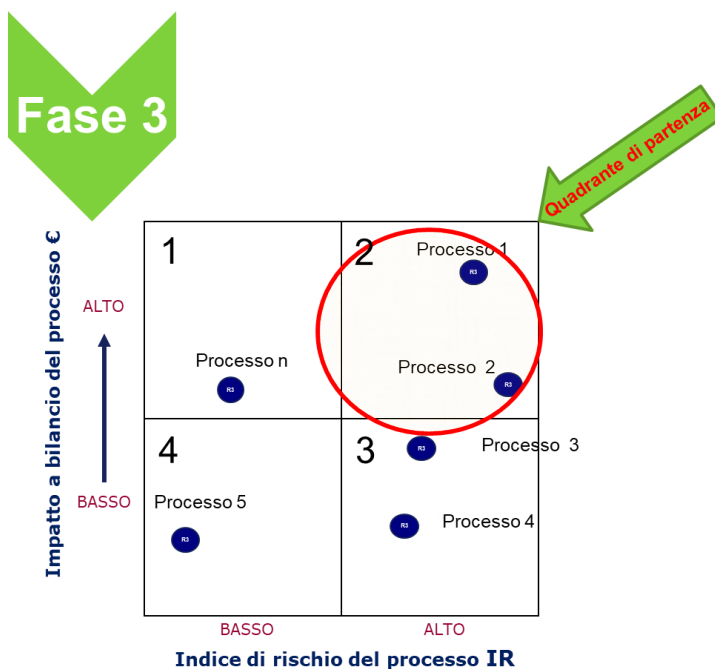 Fase 3
Quadrante di partenza
Impatto a bilancio del processo €
ALTO
BASSO
1
2
Processo 1
R3
Processo n
R3
Processo 2
R3
4
3
R3
Processo 3
Processo 5
R3
Processo 4
R3
BASSO
ALTO
Indice di rischio del processo IR